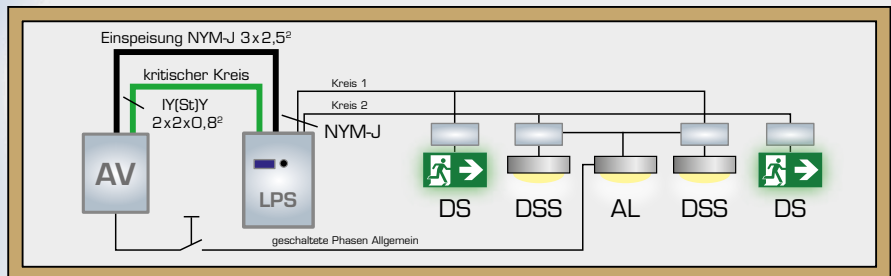 Einspeisung NYM-J 3x2,5²
kritischer Kreis
IY(St)Y
2x2x0,8²
NYM-J
Kreis 1
Kreis 2
AV
LPS
DS
DSS
AL
DSS
DS
geschaltete Phasen Allgemein